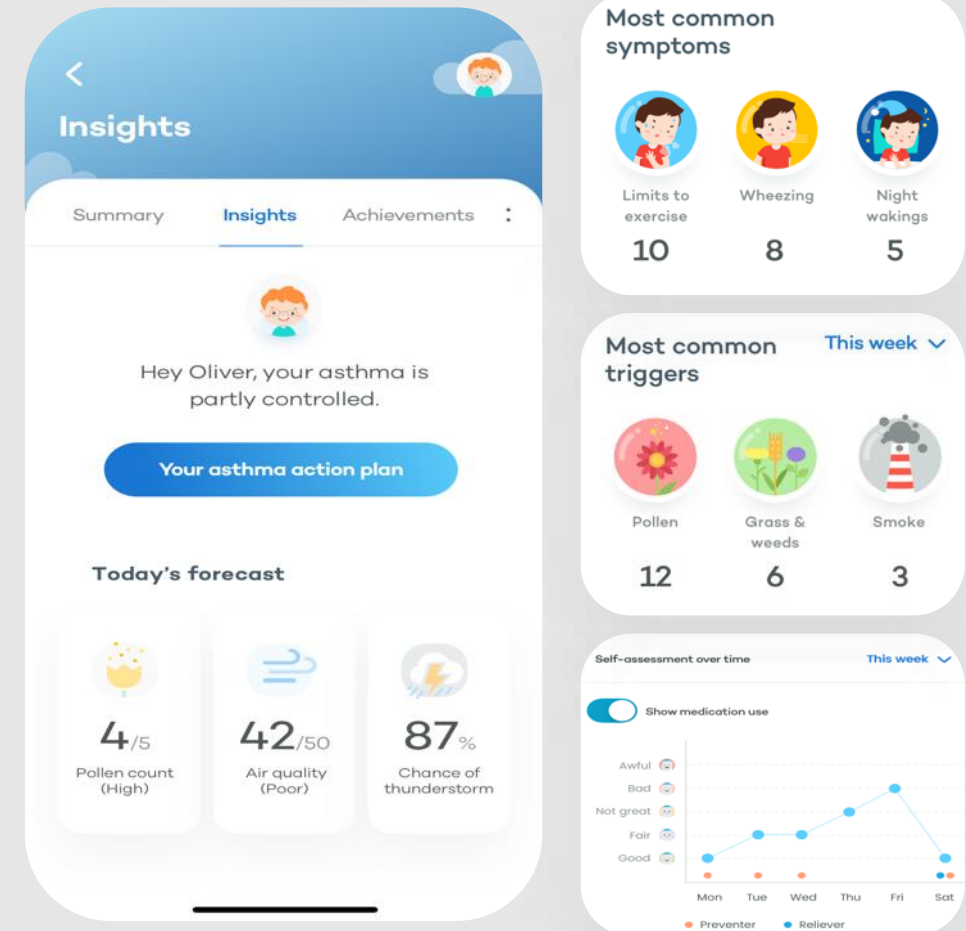 Insights
Summary Insights Achievements
Hey Oliver, your asthma is
partly controlled.
Your asthma action plan
Today's forecast
4/5
Pollen count
(High)
42/50
Air quality
(Poor)
87%
Chance of
thunderstorm
Most common
symptoms
Limits to
exercise
10
Wheezing
8
Night
wakings
5
Most common
triggers
This week
Pollen
12
Grass &
weeds
6
Smoke
3
Self-assessment over time
This week
Show medication use
Awful
Bad
Not great
Fair
Good
Mon Tue Wed Thu Fri Sat
Preventer Reliever